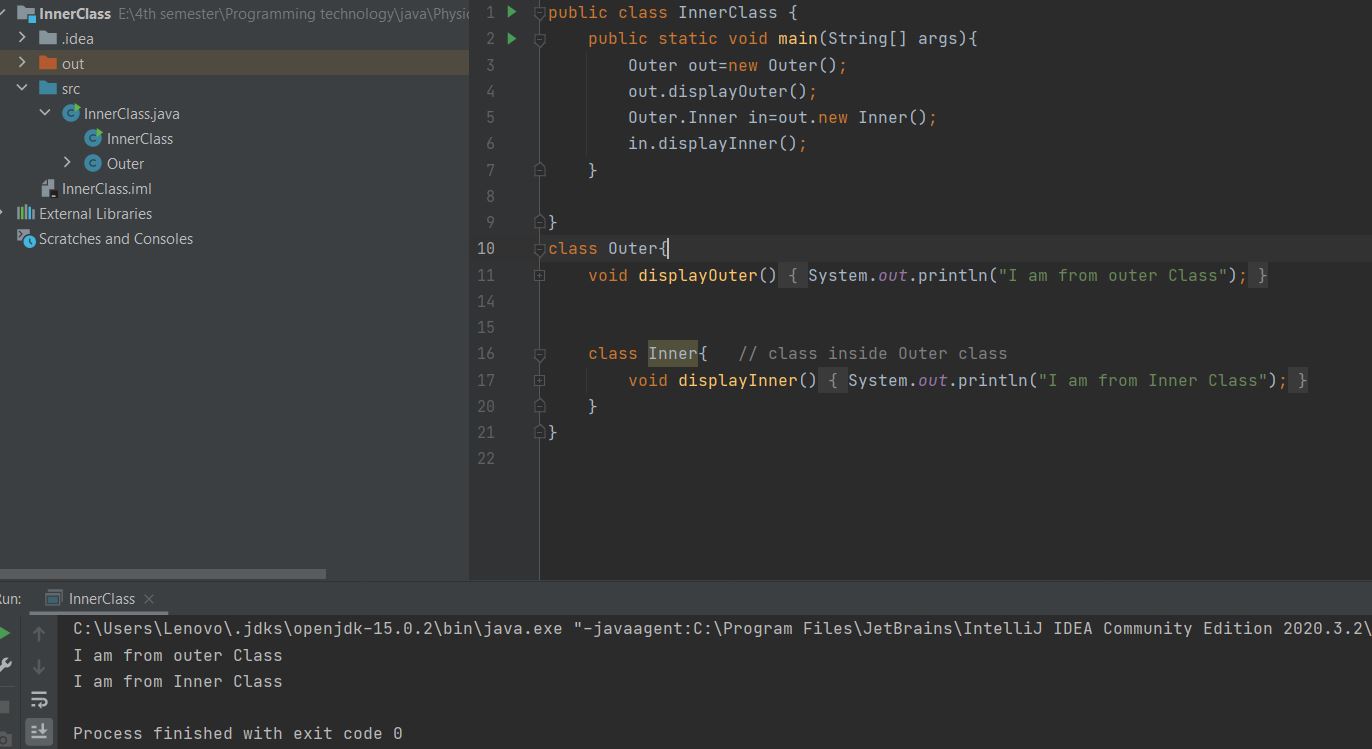 InnerClass E:\4th semester\Programming technology\java\Physic
.idea
out
src
InnerClass.java
InnerClass
Outer
InnerClass.iml
External Libraries
Scratches and Consoles
1 public class InnerClass {
2 public static void main(String[] args){
3 Outer out=new Outer();
4 out.displayOuter();
5 Outer.Inner in=out.new Inner();
6 in.displayInner();
7 }
8
9 }
10 class Outer{
11 void displayOuter() { System.out.println("I am from outer Class"); }
14
15
16 class Inner{ // class inside Outer class
17 void displayInner() { System.out.println("I am from Inner Class"); }
20 }
21 }
22
Run: InnerClass
C:\Users\Lenovo\.jdks\openjdk-15.0.2\bin\java.exe "-javaagent:C:\Program Files\JetBrains\IntelliJ IDEA Community Edition 2020.3.2\
I am from outer Class
I am from Inner Class
Process finished with exit code 0